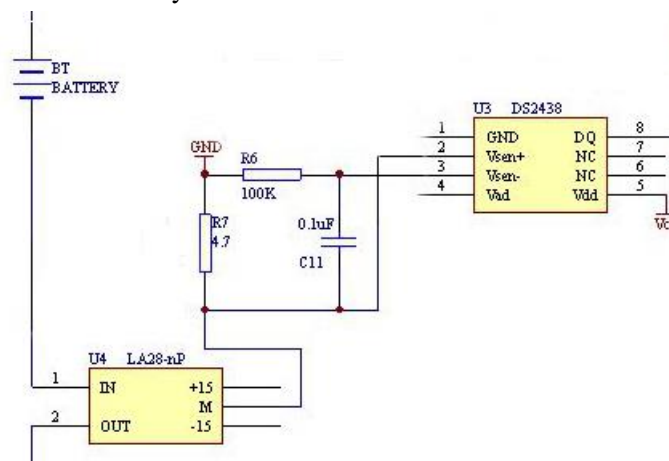 BT
BATTERY
U3 DS2438
1 GND DQ 8
2 Vsen+ NC 7
3 Vsen- NC 6
4 Vad Vdd 5
GND
R6
100K
R7
4.7
0.1uF
C11
U4 LA28-nP
1 IN +15
M
2 OUT -15